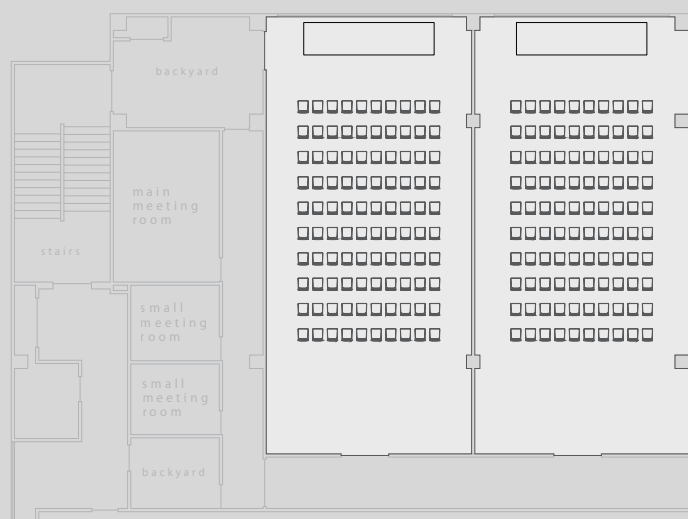 backyard
main
meeting
room
stairs
small
meeting
room
small
meeting
room
backyard